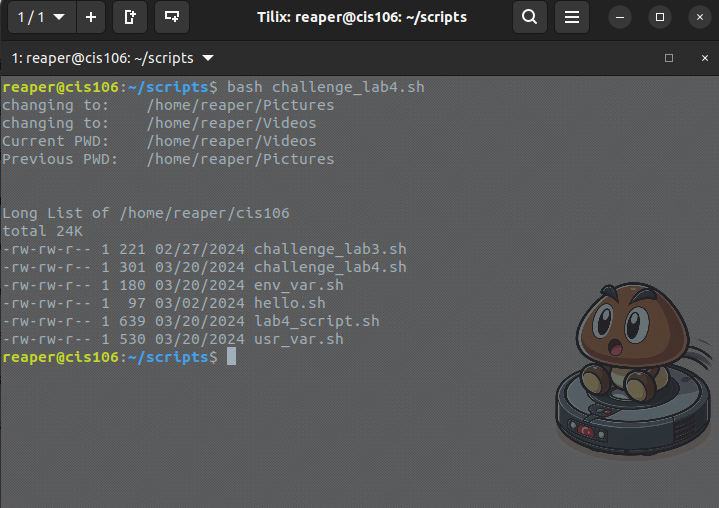 1 / 1
Tilix: reaper@cis106: ~/scripts
1: reaper@cis106: ~/scripts
reaper@cis106:~/scripts$ bash challenge_lab4.sh
changing to:    /home/reaper/Pictures
changing to:    /home/reaper/Videos
Current PWD:    /home/reaper/Videos
Previous PWD:   /home/reaper/Pictures
Long List of /home/reaper/cis106
total 24K
-rw-rw-r-- 1 221 02/27/2024 challenge_lab3.sh
-rw-rw-r-- 1 301 03/20/2024 challenge_lab4.sh
-rw-rw-r-- 1 180 03/20/2024 env_var.sh
-rw-rw-r-- 1  97 03/02/2024 hello.sh
-rw-rw-r-- 1 639 03/20/2024 lab4_script.sh
-rw-rw-r-- 1 530 03/20/2024 usr_var.sh
reaper@cis106:~/scripts$